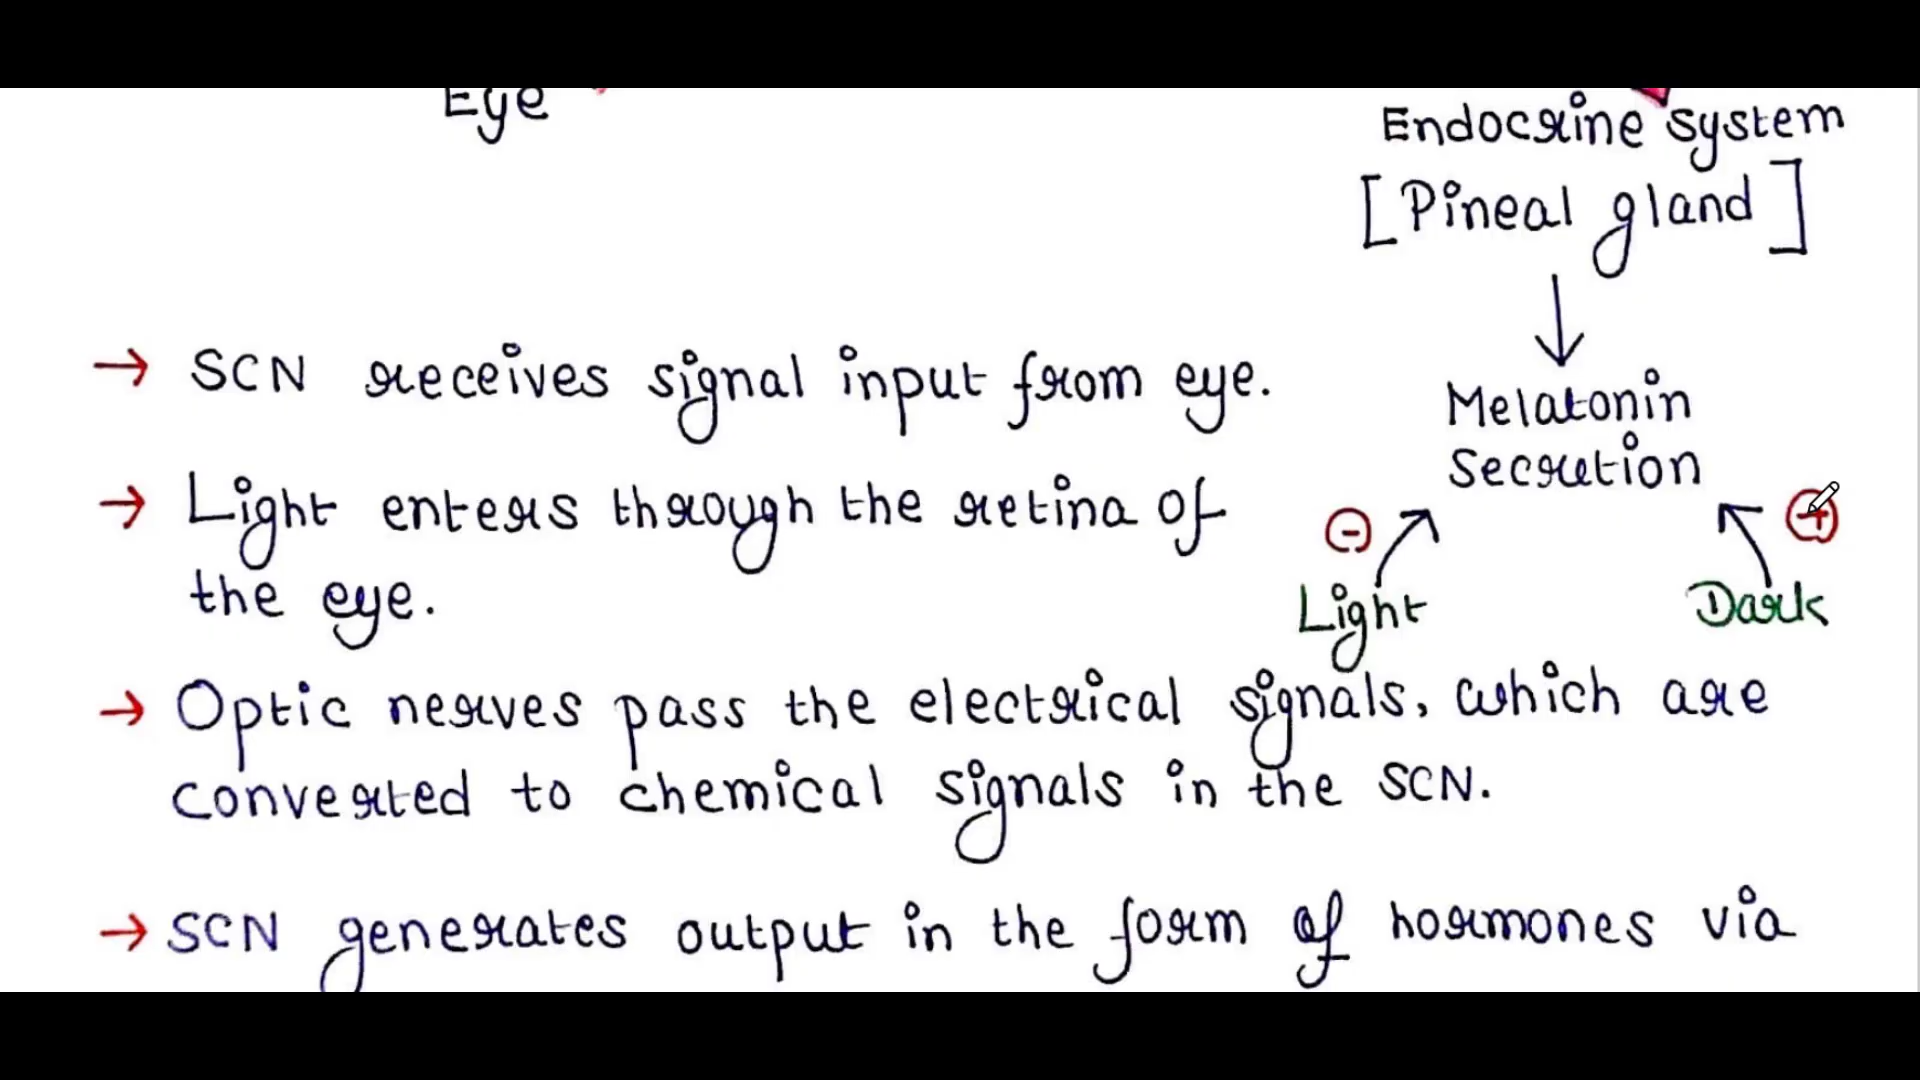 Eye
Endocrine system
[Pineal gland]
Melatonin
Secretion
→ SCN receives signal input from eye.
→ Light enters through the retina of
the eye.
⊖
⊕
Light
Dark
→ Optic nerves pass the electrical signals, which are
converted to chemical signals in the SCN.
→ SCN generates output in the form of hormones via